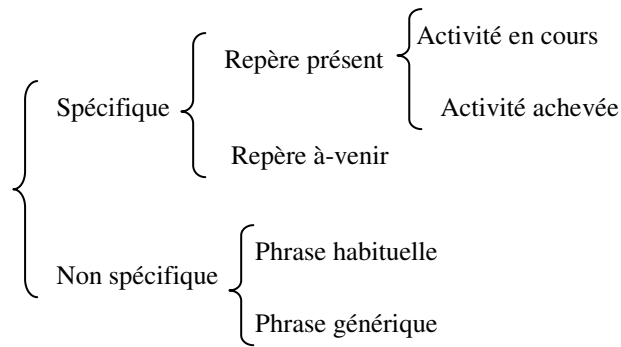 Activité en cours
Repère présent
Spécifique
Activité achevée
Repère à-venir
Phrase habituelle
Non spécifique
Phrase générique